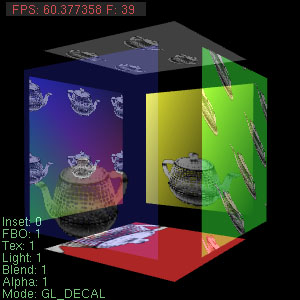 FPS: 60.377358 F: 39
Inset: 0
FBO: 1
Tex: 1
Light: 1
Blend: 1
Alpha: 1
Mode: GL_DECAL